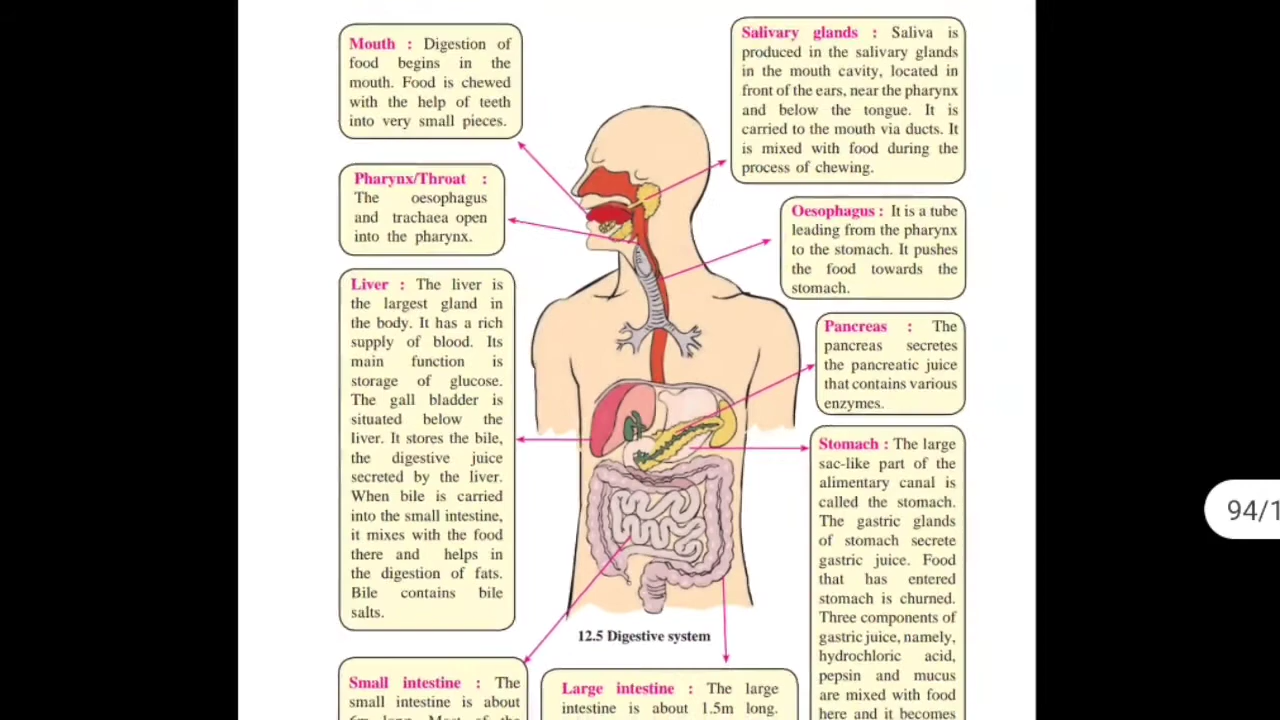 Mouth : Digestion of
food begins in the
mouth. Food is chewed
with the help of teeth
into very small pieces.
Salivary glands : Saliva is
produced in the salivary glands
in the mouth cavity, located in
front of the ears, near the pharynx
and below the tongue. It is
carried to the mouth via ducts. It
is mixed with food during the
process of chewing.
Pharynx/Throat :
The oesophagus
and trachaea open
into the pharynx.
Oesophagus : It is a tube
leading from the pharynx
to the stomach. It pushes
the food towards the
stomach.
Liver : The liver is
the largest gland in
the body. It has a rich
supply of blood. Its
main function is
storage of glucose.
The gall bladder is
situated below the
liver. It stores the bile,
the digestive juice
secreted by the liver.
When bile is carried
into the small intestine,
it mixes with the food
there and helps in
the digestion of fats.
Bile contains bile
salts.
Pancreas : The
pancreas secretes
the pancreatic juice
that contains various
enzymes.
Stomach : The large
sac-like part of the
alimentary canal is
called the stomach.
The gastric glands
of stomach secrete
gastric juice. Food
that has entered
stomach is churned.
Three components of
gastric juice, namely,
hydrochloric acid,
pepsin and mucus
are mixed with food
here and it becomes
94/1
12.5 Digestive system
Small intestine : The
small intestine is about
6m long. Most of the
Large intestine : The large
intestine is about 1.5m long.